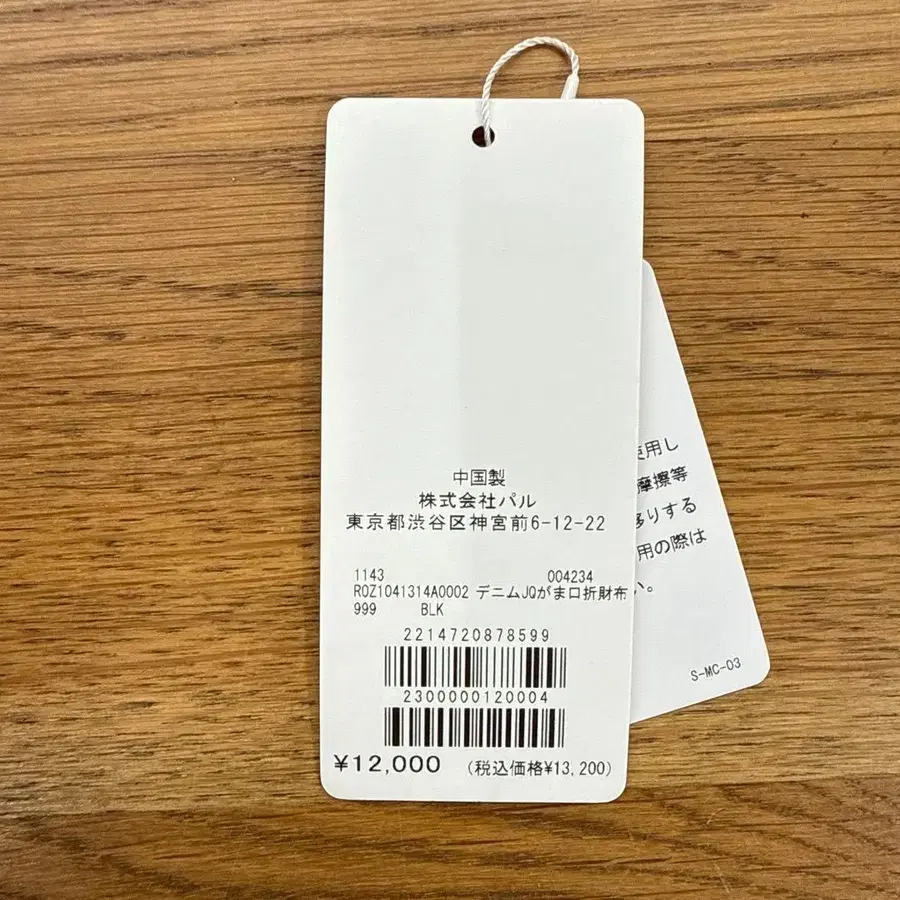 中国製
株式会社パル
東京都渋谷区神宮前6-12-22
1143 004234
ROZ1041314A0002 デニムJQがま口折財布
999 BLK
2214720878599
2300000120004
¥12,000 (税込価格¥13,200)
使用し
摩擦等
移りする
用の際は
い。
S-MC-03